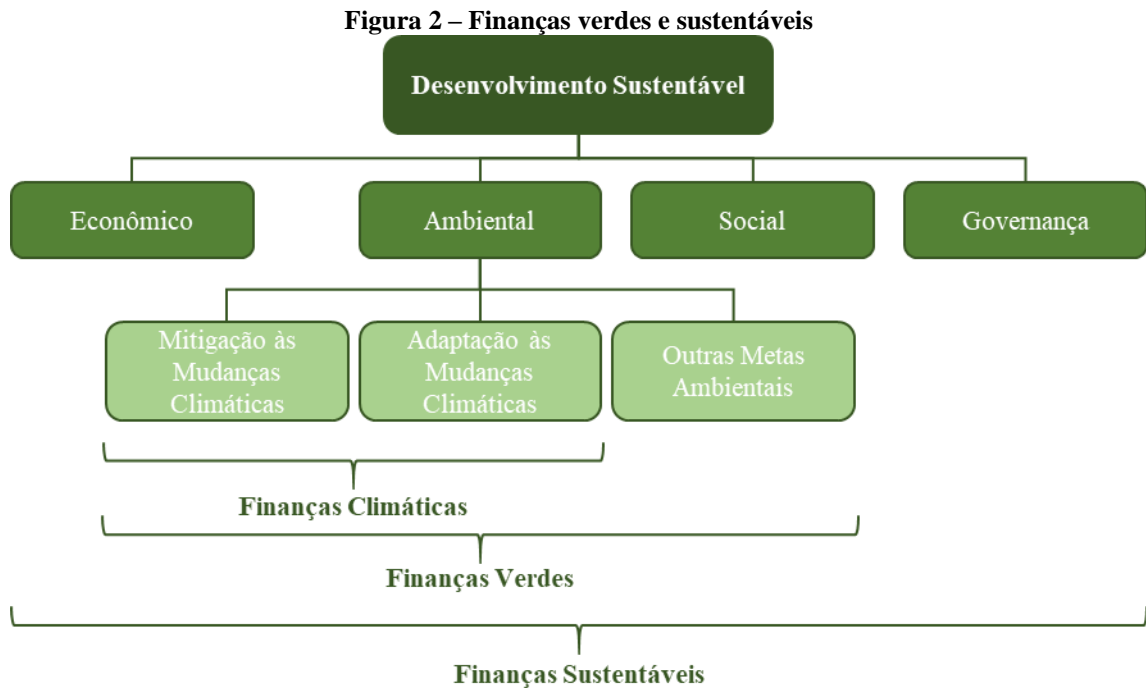 Figura 2 – Finanças verdes e sustentáveis
Desenvolvimento Sustentável
Econômico
Ambiental
Social
Governança
Mitigação às
Mudanças
Climáticas
Adaptação às
Mudanças
Climáticas
Outras Metas
Ambientais
Finanças Climáticas
Finanças Verdes
Finanças Sustentáveis